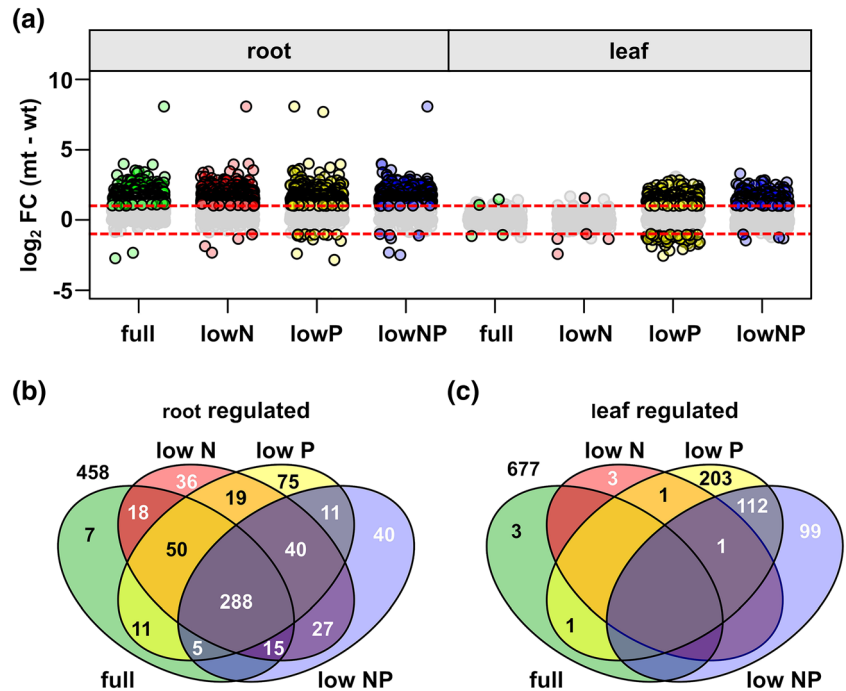 (a)
root leaf
10
5
0
-5
log2 FC (mt - wt)
full lowN lowP lowNP full lowN lowP lowNP
(b)
root regulated
low N low P
458
36 75
18 19 11
7 40
50 40
288
11 27
5 15
full low NP
(c)
leaf regulated
low N low P
677
3 203
1 112
3 99
1
1
full low NP